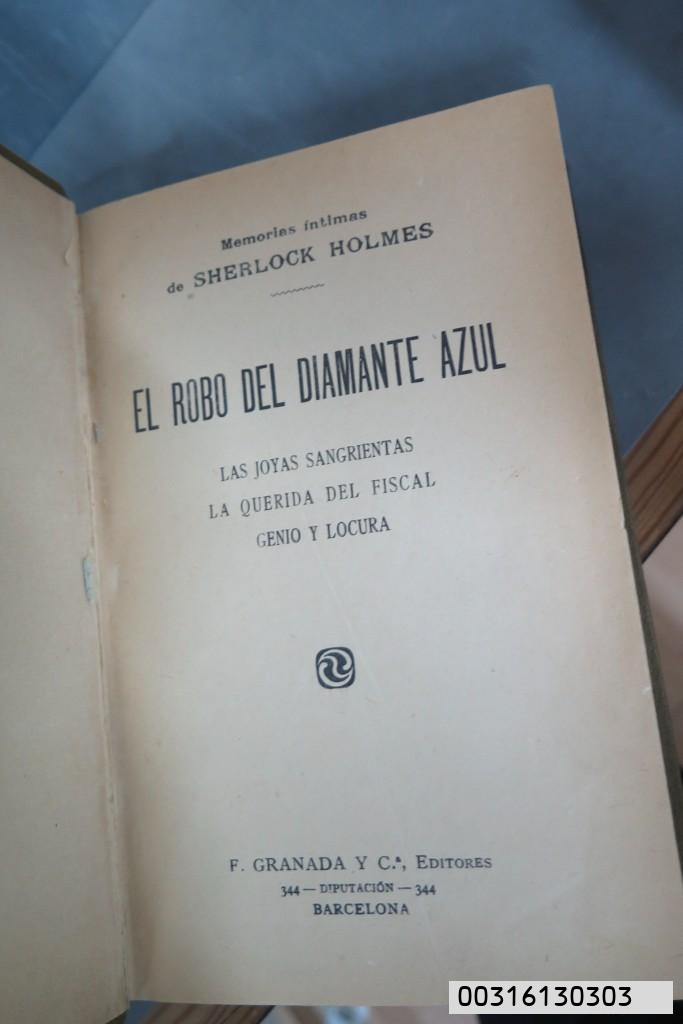 Memorias íntimas
de SHERLOCK HOLMES
EL ROBO DEL DIAMANTE AZUL
LAS JOYAS SANGRIENTAS
LA QUERIDA DEL FISCAL
GENIO Y LOCURA
F. GRANADA Y C.ª, EDITORES
344 — DIPUTACIÓN — 344
BARCELONA
00316130303